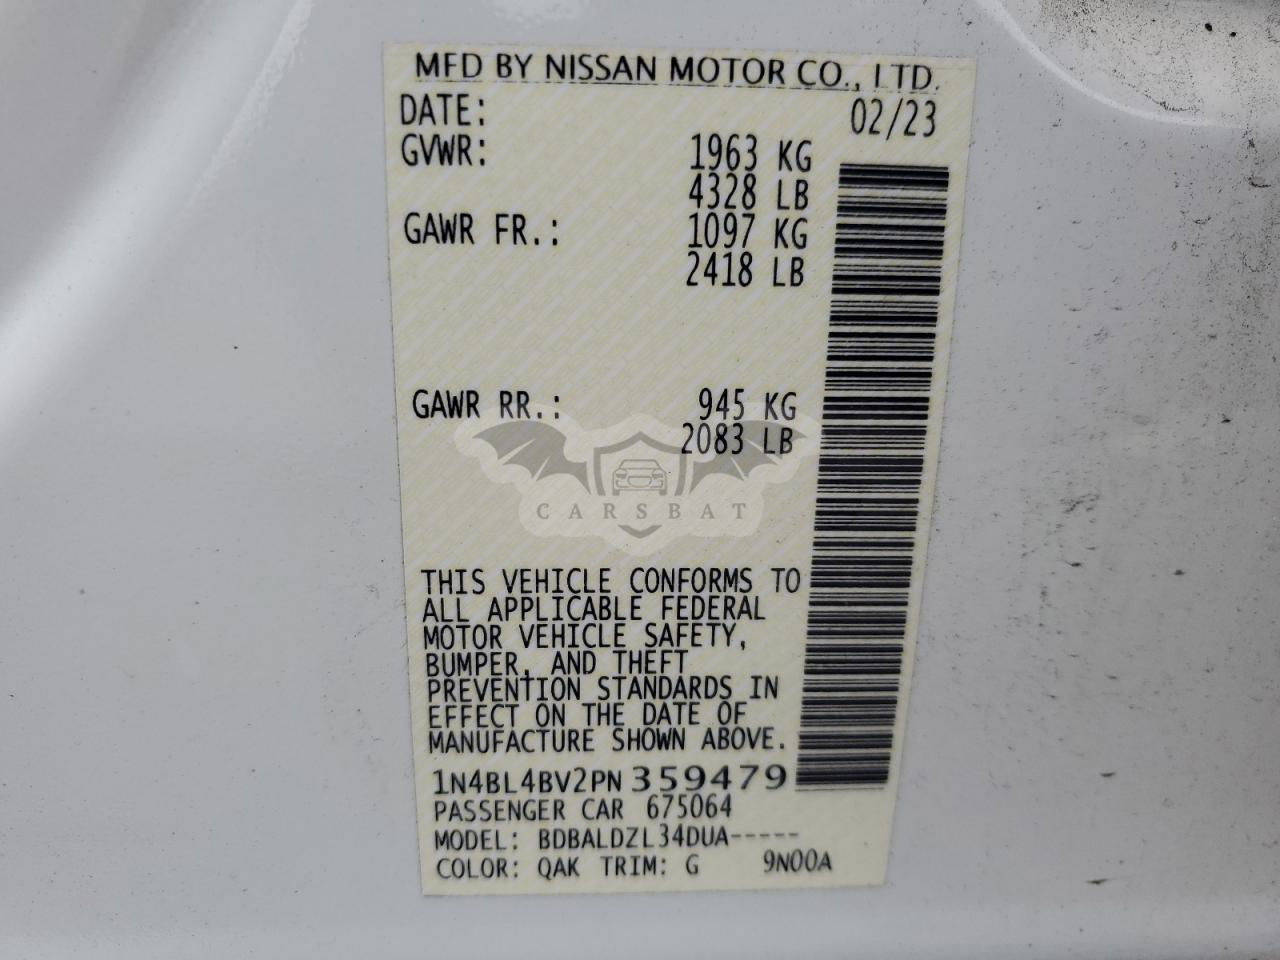 MFD BY NISSAN MOTOR CO., LTD.
DATE: 02/23
GVWR: 1963 KG
4328 LB
GAWR FR.: 1097 KG
2418 LB
GAWR RR.: 945 KG
2083 LB
CARSBAT
THIS VEHICLE CONFORMS TO
ALL APPLICABLE FEDERAL
MOTOR VEHICLE SAFETY,
BUMPER, AND THEFT
PREVENTION STANDARDS IN
EFFECT ON THE DATE OF
MANUFACTURE SHOWN ABOVE.
1N4BL4BV2PN359479
PASSENGER CAR 675064
MODEL: BDBALDZL34DUA-----
COLOR: QAK TRIM: G 9N00A